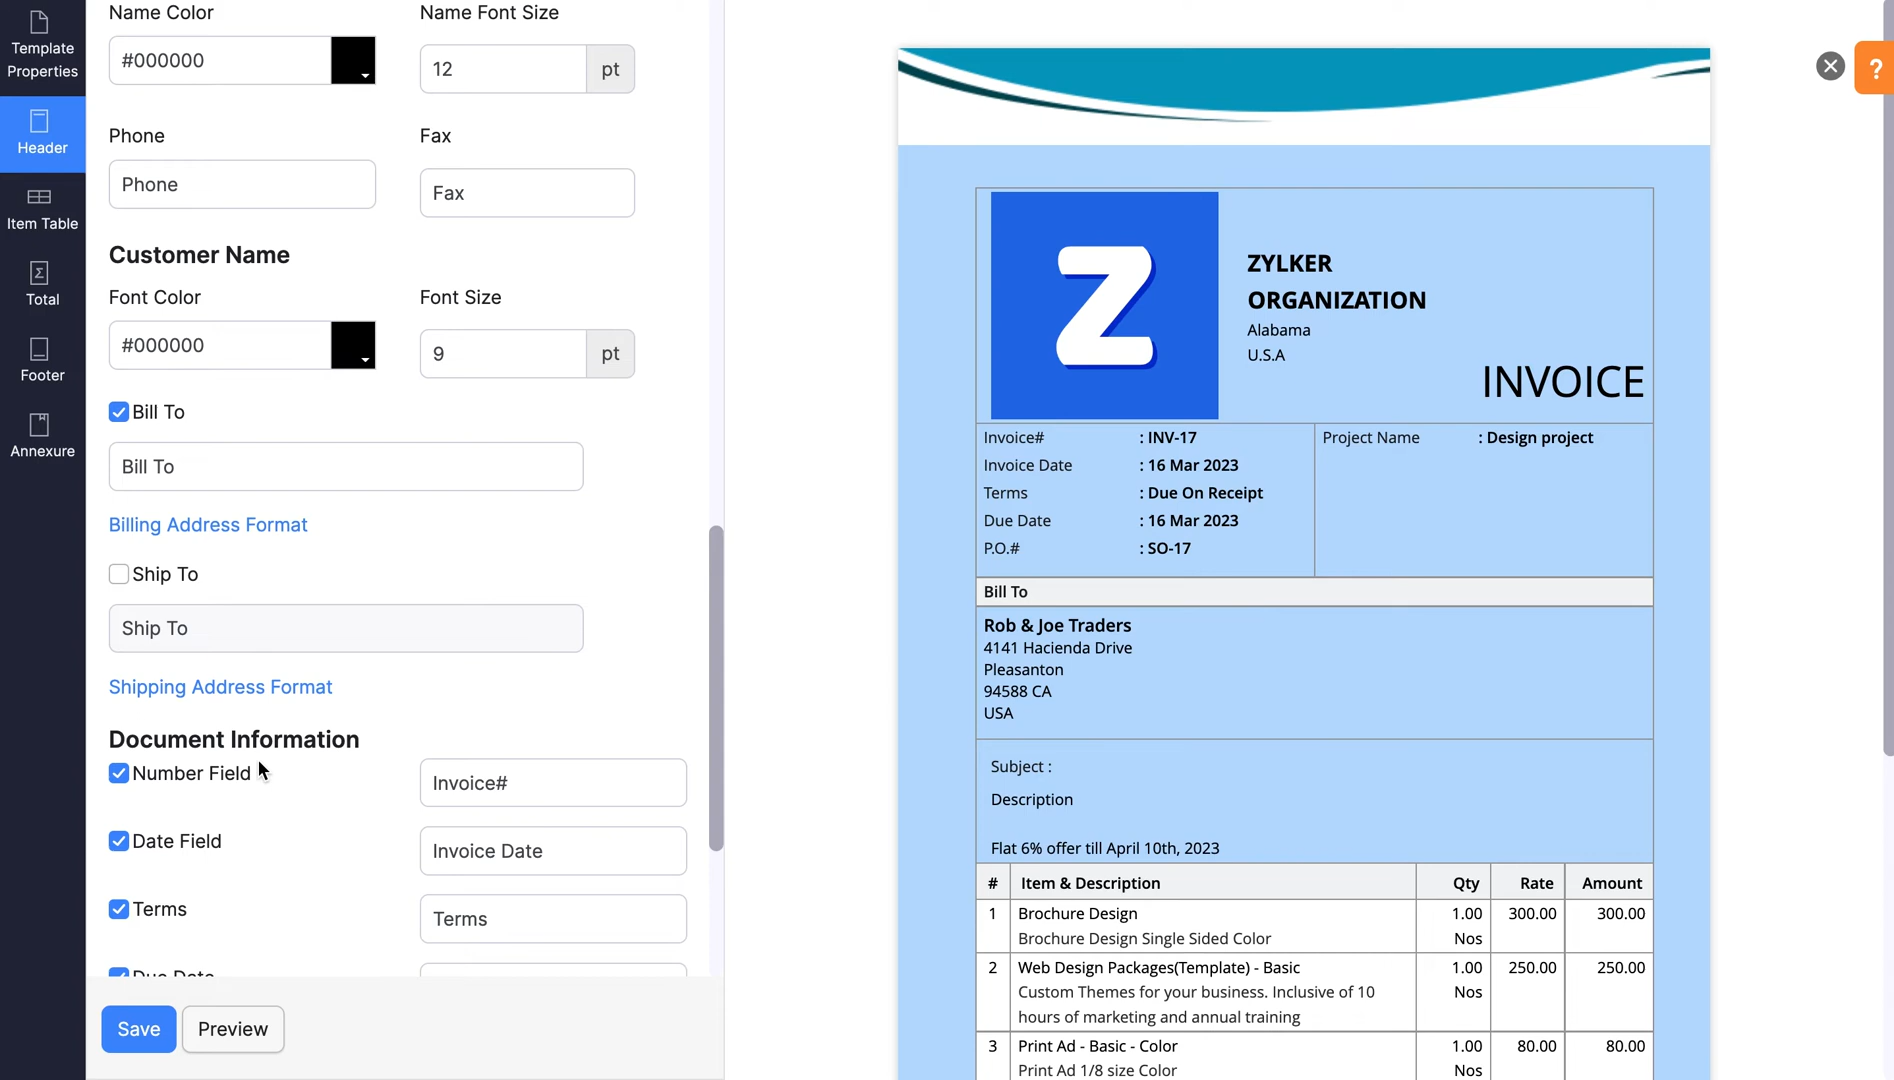 Template
Properties
Header
Item Table
Total
Footer
Annexure
Name Color
Name Font Size
#000000
12 pt
Phone
Fax
Phone
Fax
Customer Name
Font Color
Font Size
#000000
9 pt
Bill To
Bill To
Billing Address Format
Ship To
Ship To
Shipping Address Format
Document Information
Number Field
Invoice#
Date Field
Invoice Date
Terms
Terms
Due Date
Save
Preview
?
Z
ZYLKER
ORGANIZATION
Alabama
U.S.A
INVOICE
Invoice# : INV-17
Invoice Date : 16 Mar 2023
Terms : Due On Receipt
Due Date : 16 Mar 2023
P.O.# : SO-17
Project Name : Design project
Bill To
Rob & Joe Traders
4141 Hacienda Drive
Pleasanton
94588 CA
USA
Subject :
Description
Flat 6% offer till April 10th, 2023
# Item & Description Qty Rate Amount
1 Brochure Design 1.00 300.00 300.00
Brochure Design Single Sided Color Nos
2 Web Design Packages(Template) - Basic 1.00 250.00 250.00
Custom Themes for your business. Inclusive of 10 Nos
hours of marketing and annual training
3 Print Ad - Basic - Color 1.00 80.00 80.00
Print Ad 1/8 size Color Nos